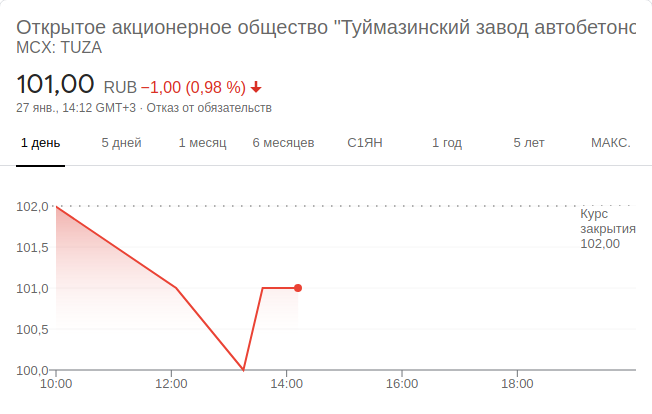 Открытое акционерное общество "Туймазинский завод автобетоно
MCX: TUZA
101,00 RUB −1,00 (0,98 %)
27 янв., 14:12 GMT+3 · Отказ от обязательств
1 день 5 дней 1 месяц 6 месяцев С1ЯН 1 год 5 лет МАКС.
102,0
Курс
закрытия
102,00
101,5
101,0
100,5
100,0
10:00 12:00 14:00 16:00 18:00